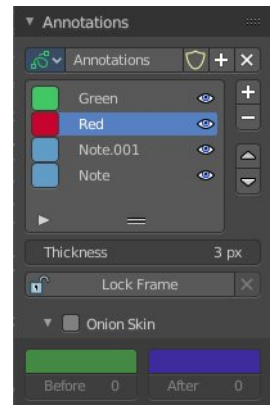 Annotations
Annotations
Green
Red
Note.001
Note
Thickness 3 px
Lock Frame
Onion Skin
Before 0 After 0